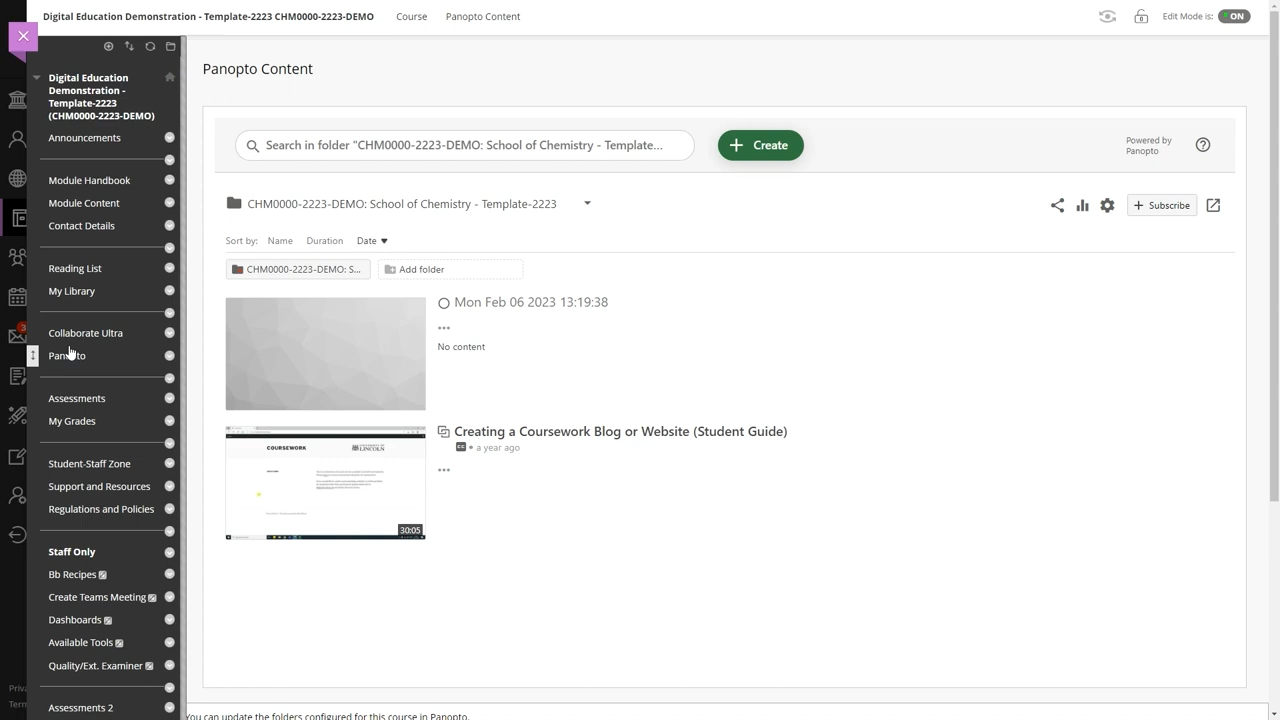 Digital Education Demonstration - Template-2223 CHM0000-2223-DEMO
Course
Panopto Content
Edit Mode is:
ON
Digital Education
Demonstration -
Template-2223
(CHM0000-2223-DEMO)
Announcements
Module Handbook
Module Content
Contact Details
Reading List
My Library
Collaborate Ultra
3
Assessments
My Grades
Student-Staff Zone
Support and Resources
Regulations and Policies
Staff Only
Bb Recipes
Create Teams Meeting
Dashboards
Available Tools
Quality/Ext. Examiner
Assessments 2
Panopto Content
Search in folder "CHM0000-2223-DEMO: School of Chemistry - Template...
Create
Powered by
Panopto
CHM0000-2223-DEMO: School of Chemistry - Template-2223
Subscribe
Sort by:
Name
Duration
Date
CHM0000-2223-DEMO: S...
Add folder
Mon Feb 06 2023 13:19:38
No content
COURSEWORK
LINCOLN
30:05
Creating a Coursework Blog or Website (Student Guide)
CC • a year ago
You can update the folders configured for this course in Panopto.